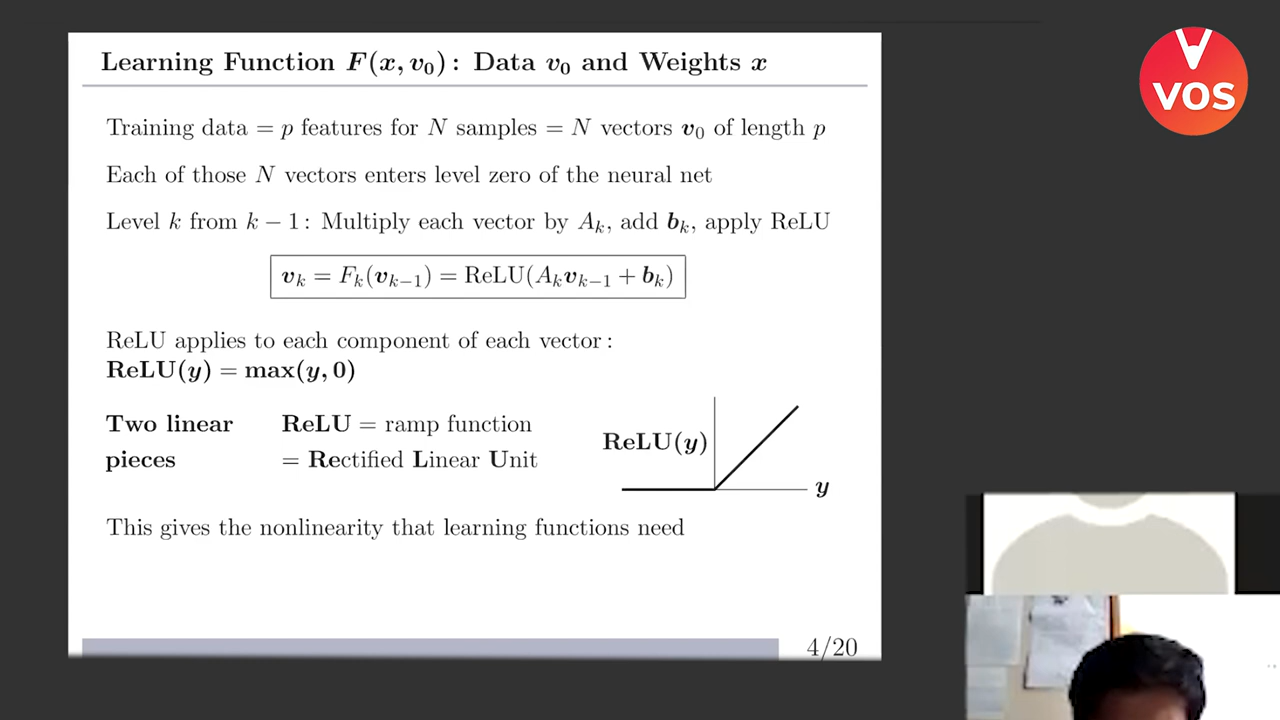 Learning Function F(x, v₀) : Data v₀ and Weights x
VOS
Training data = p features for N samples = N vectors v₀ of length p
Each of those N vectors enters level zero of the neural net
Level k from k − 1 : Multiply each vector by Aₖ, add bₖ, apply ReLU
vₖ = Fₖ(vₖ₋₁) = ReLU(Aₖvₖ₋₁ + bₖ)
ReLU applies to each component of each vector :
ReLU(y) = max(y, 0)
Two linear pieces
ReLU = ramp function
= Rectified Linear Unit
ReLU(y)
y
This gives the nonlinearity that learning functions need
4/20